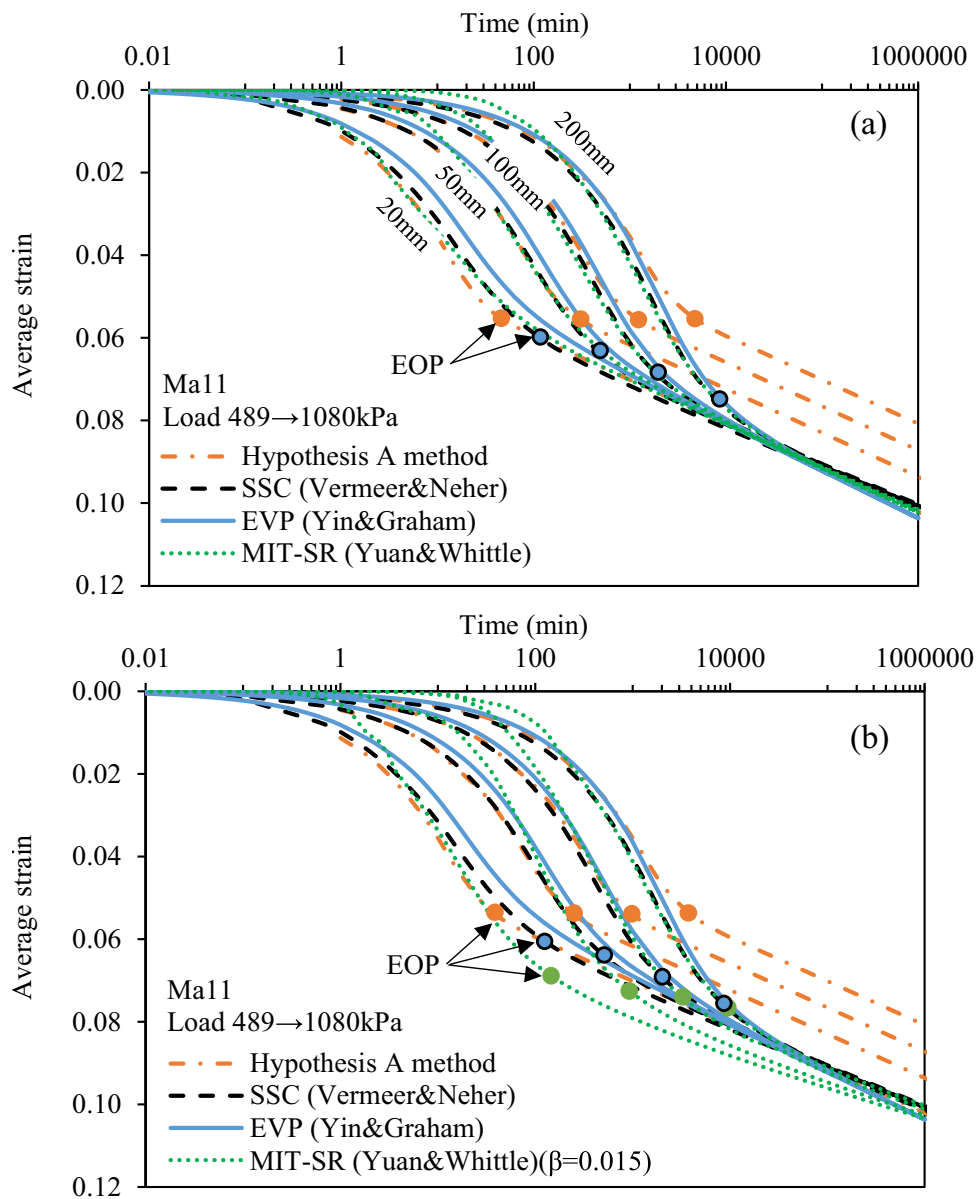 Time (min)
0.01 1 100 10000 1000000
0.00
0.02
0.04
0.06
0.08
0.10
0.12
Average strain
(a)
200mm
100mm
50mm
20mm
EOP
Ma11
Load 489→1080kPa
Hypothesis A method
SSC (Vermeer&Neher)
EVP (Yin&Graham)
MIT-SR (Yuan&Whittle)
Time (min)
0.01 1 100 10000 1000000
0.00
0.02
0.04
0.06
0.08
0.10
0.12
Average strain
(b)
EOP
Ma11
Load 489→1080kPa
Hypothesis A method
SSC (Vermeer&Neher)
EVP (Yin&Graham)
MIT-SR (Yuan&Whittle)(β=0.015)